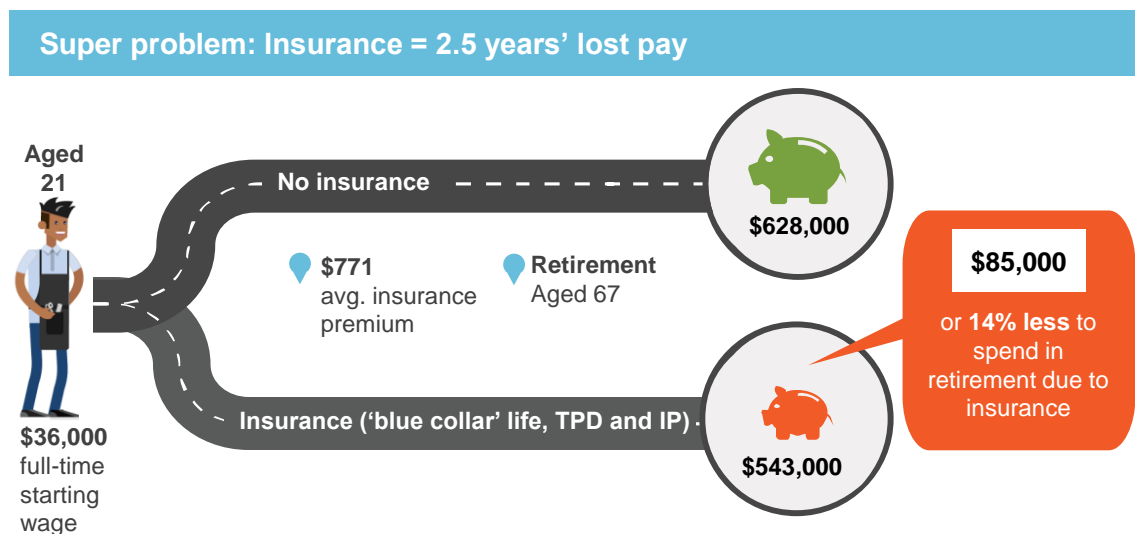 Super problem: Insurance = 2.5 years’ lost pay
Aged
21
$36,000
full-time
starting
wage
No insurance
$628,000
$771
avg. insurance
premium
Retirement
Aged 67
Insurance (‘blue collar’ life, TPD and IP)
$543,000
$85,000
or 14% less to
spend in
retirement due to
insurance